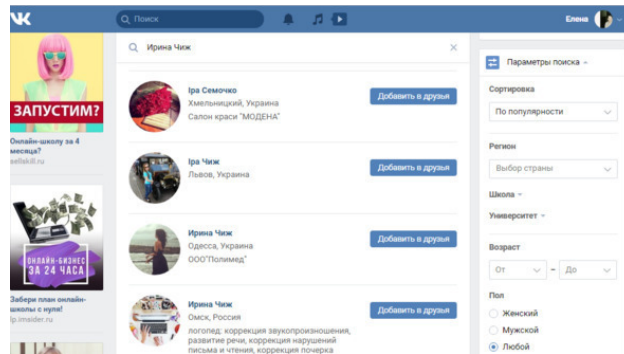 Поиск
Елена
ЗАПУСТИМ?
Онлайн-школу за 4
месяца?
sellskill.ru
ОНЛАЙН-БИЗНЕС
ЗА 24 ЧАСА
Забери план онлайн-
школы с нуля!
lp.imsider.ru
Ирина Чиж
Іра Семочко
Хмельницкий, Украина
Салон краси "МОДЕНА"
Добавить в друзья
Іра Чиж
Львов, Украина
Добавить в друзья
Ирина Чиж
Одесса, Украина
ООО"Полимед"
Добавить в друзья
Ирина Чиж
Омск, Россия
логопед: коррекция звукопроизношения,
развитие речи, коррекция нарушений
письма и чтения, коррекция почерка
Добавить в друзья
Параметры поиска
Сортировка
По популярности
Регион
Выбор страны
Школа
Университет
Возраст
От – До
Пол
Женский
Мужской
Любой